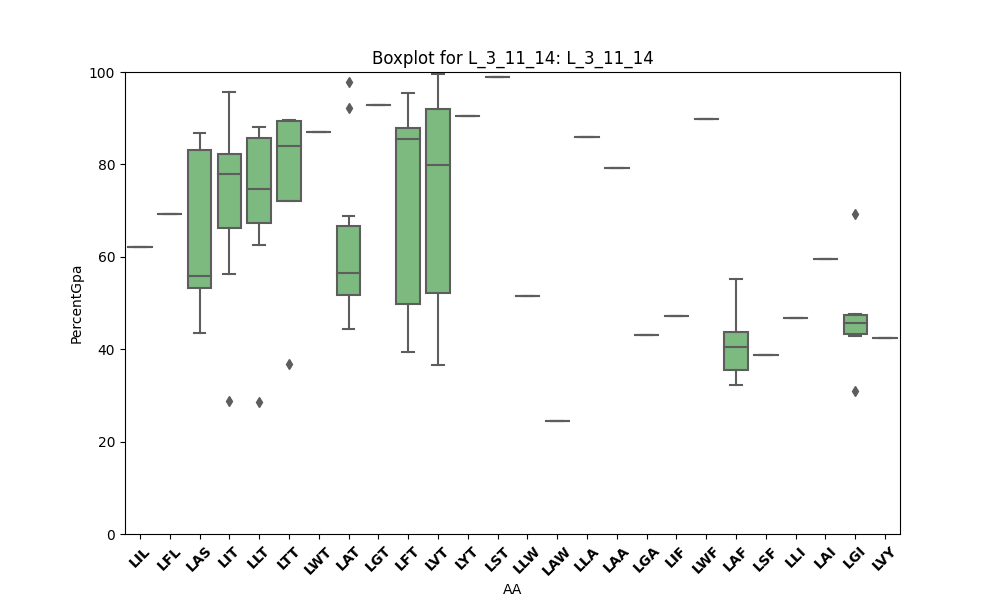 Boxplot for L_3_11_14: L_3_11_14
PercentGpa
100
80
60
40
20
0
LIL LFL LAS LIT LLT LTT LWT LAT LGT LFT LVT LYT LST LLW LAW LLA LAA LGA LIF LWF LAF LSF LLI LAI LGI LVY
AA